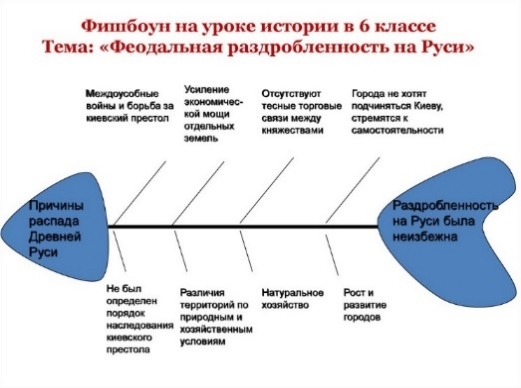 Фишбоун на уроке истории в 6 классе
Тема: «Феодальная раздробленность на Руси»
Междоусобные
войны и борьба за
киевский престол
Усиление
экономичес-
кой мощи
отдельных
земель
Отсутствуют
тесные торговые
связи между
княжествами
Города не хотят
подчиняться Киеву,
стремятся к
самостоятельности
Причины
распада
Древней
Руси
Раздробленность
на Руси была
неизбежна
Не был
определен
порядок
наследования
киевского
престола
Различия
территорий по
природным и
хозяйственным
условиям
Натуральное
хозяйство
Рост и
развитие
городов